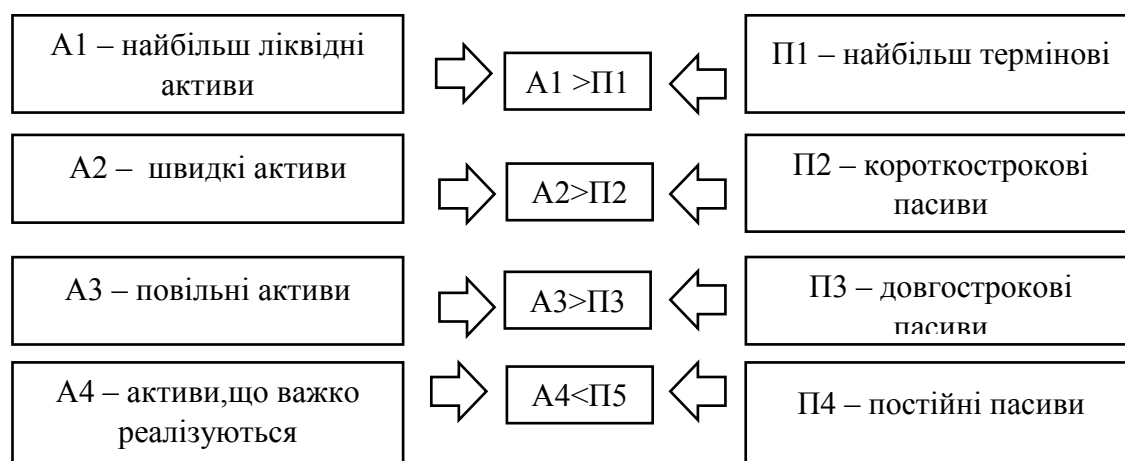 А1 – найбільш ліквідні
активи
А1 >П1
П1 – найбільш термінові
А2 – швидкі активи
А2>П2
П2 – короткострокові
пасиви
А3 – повільні активи
А3>П3
П3 – довгострокові
пасиви
А4 – активи,що важко
реалізуються
А4<П5
П4 – постійні пасиви